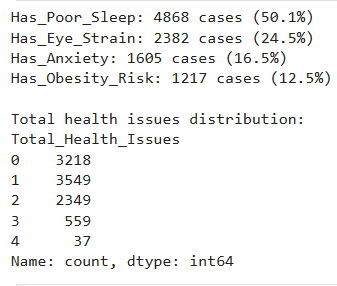 Has_Poor_Sleep: 4868 cases (50.1%)
Has_Eye_Strain: 2382 cases (24.5%)
Has_Anxiety: 1605 cases (16.5%)
Has_Obesity_Risk: 1217 cases (12.5%)
Total health issues distribution:
Total_Health_Issues
0    3218
1    3549
2    2349
3     559
4      37
Name: count, dtype: int64